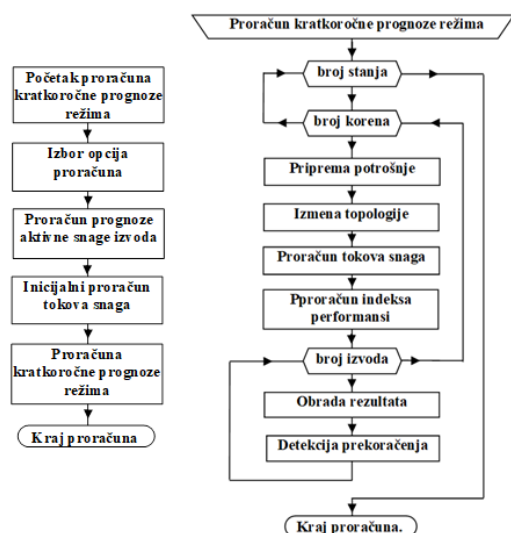 Početak proračuna
kratkoročne prognoze
režima
Izbor opcija
proračuna
Proračun prognoze
aktivne snage izvoda
Inicijalni proračun
tokova snaga
Proračuna
kratkoročne prognoze
režima
Kraj proračuna
Proračun kratkoročne prognoze režima
broj stanja
broj korena
Priprema potrošnje
Izmena topologije
Proračun tokova snaga
Pproračun indeksa
performansi
broj izvoda
Obrada rezultata
Detekcija prekoračenja
Kraj proračuna.